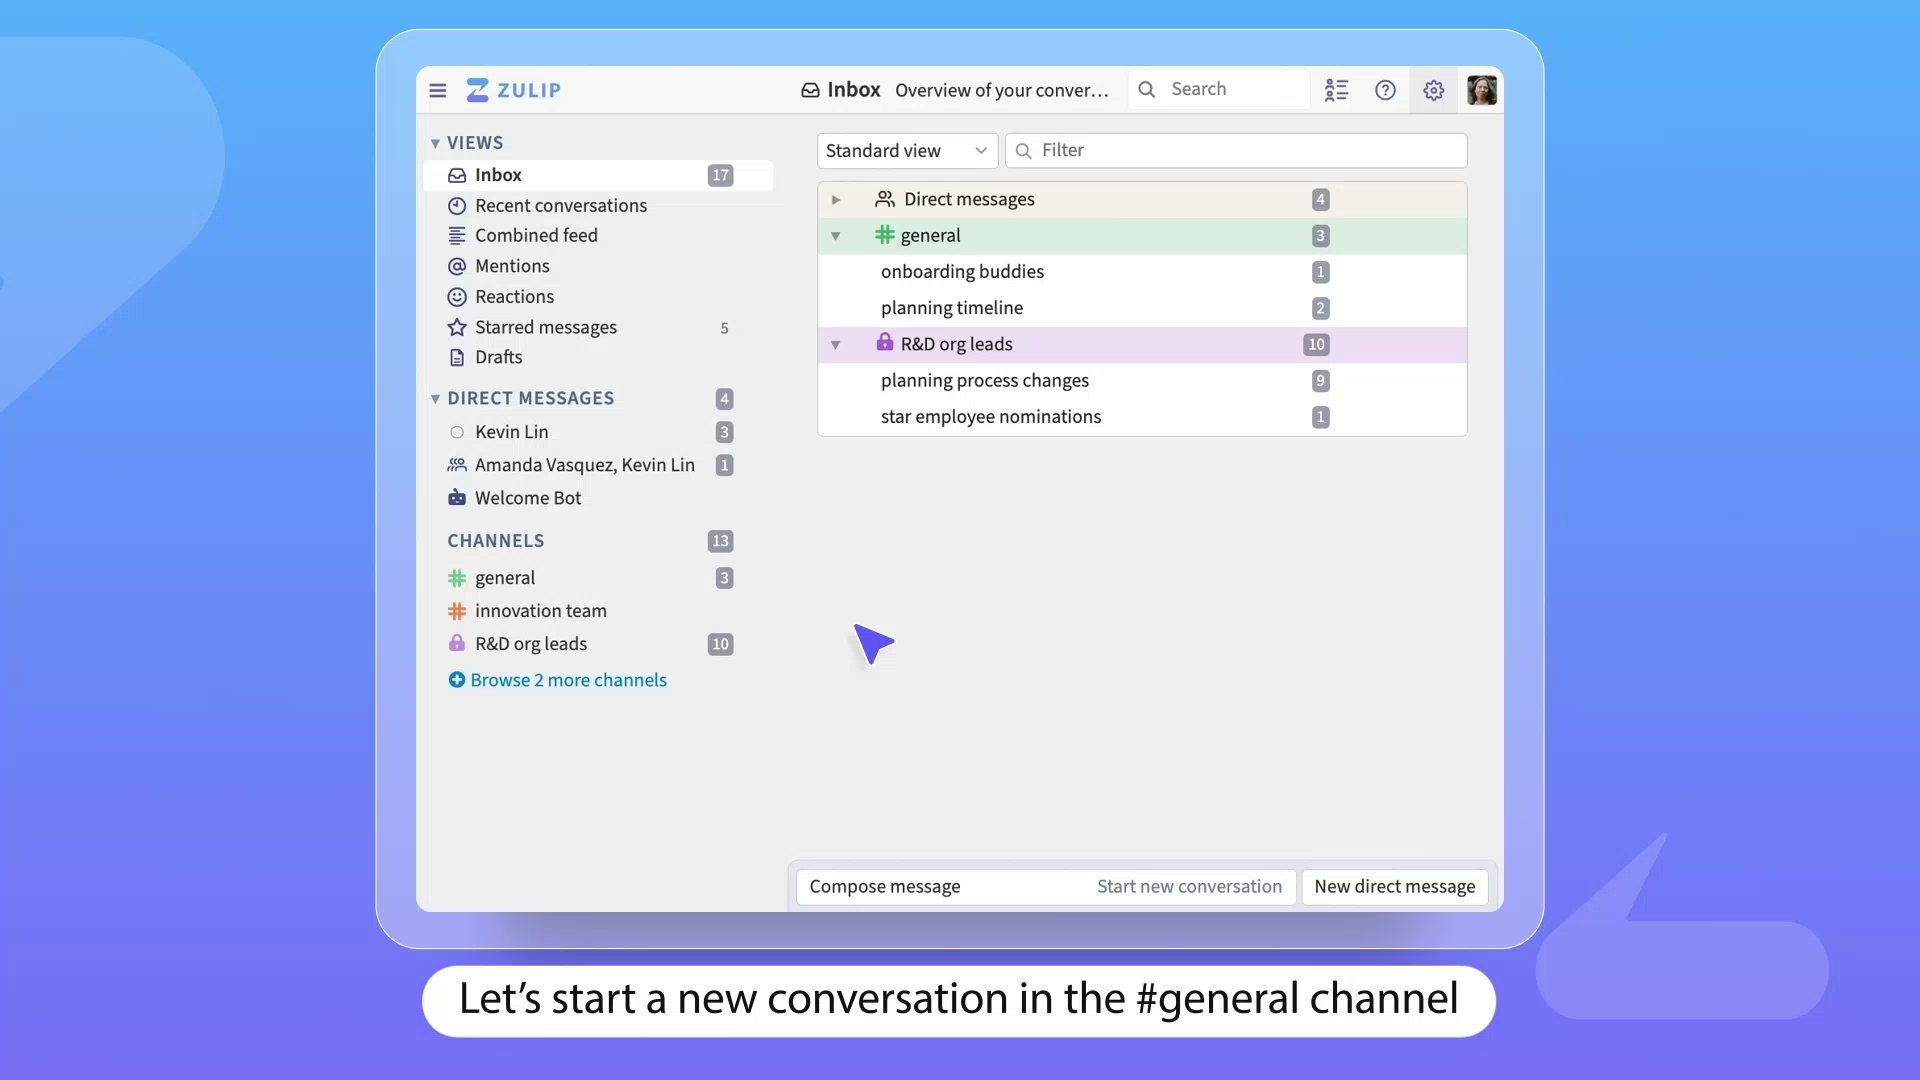 ZULIP
Inbox Overview of your conver...
Search
VIEWS
Inbox 17
Recent conversations
Combined feed
Mentions
Reactions
Starred messages 5
Drafts
DIRECT MESSAGES 4
Kevin Lin 3
Amanda Vasquez, Kevin Lin 1
Welcome Bot
CHANNELS 13
general 3
innovation team
R&D org leads 10
Browse 2 more channels
Standard view
Filter
Direct messages 4
general 3
onboarding buddies 1
planning timeline 2
R&D org leads 10
planning process changes 9
star employee nominations 1
Compose message Start new conversation New direct message
Let's start a new conversation in the #general channel